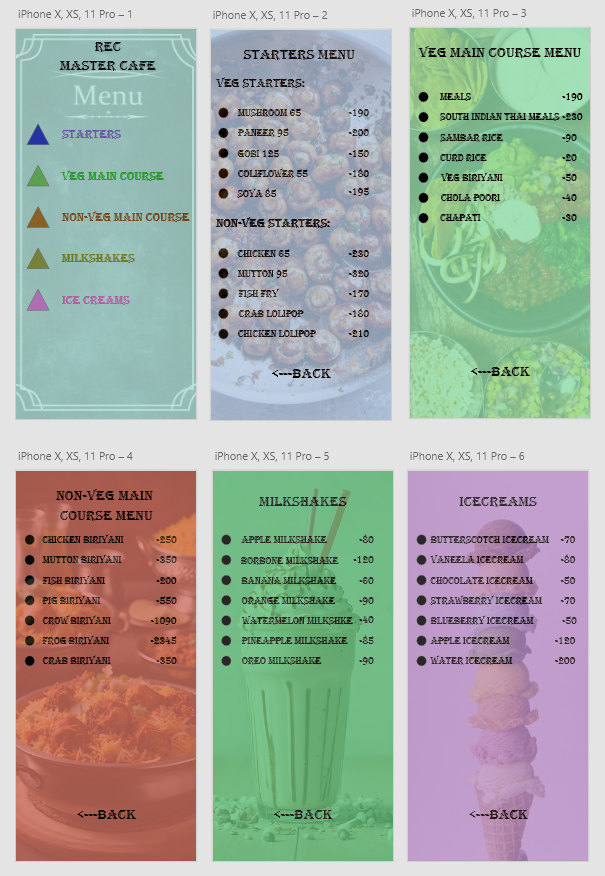 iPhone X, XS, 11 Pro – 1
REC
MASTER CAFE
Menu
STARTERS
VEG MAIN COURSE
NON-VEG MAIN COURSE
MILKSHAKES
ICE CREAMS
iPhone X, XS, 11 Pro – 2
STARTERS MENU
VEG STARTERS:
MUSHROOM 65 -190
PANEER 95 -200
GOBI 125 -150
COLIFLOWER 55 -180
SOYA 85 -195
NON-VEG STARTERS:
CHICKEN 65 -230
MUTTON 95 -320
FISH FRY -170
CRAB LOLIPOP -180
CHICKEN LOLIPOP -210
<---BACK
iPhone X, XS, 11 Pro – 3
VEG MAIN COURSE MENU
MEALS -190
SOUTH INDIAN THAI MEALS -230
SAMBAR RICE -90
CURD RICE -20
VEG BIRIYANI -50
CHOLA POORI -40
CHAPATI -30
<---BACK
iPhone X, XS, 11 Pro – 4
NON-VEG MAIN
COURSE MENU
CHICKEN BIRIYANI -250
MUTTON BIRIYANI -350
FISH BIRIYANI -200
PIG BIRIYANI -550
CROW BIRIYANI -1090
FROG BIRIYANI -2345
CRAB BIRIYANI -350
<---BACK
iPhone X, XS, 11 Pro – 5
MILKSHAKES
APPLE MILKSHAKE -80
BORBONE MILKSHAKE -120
BANANA MILKSHAKE -60
ORANGE MILKSHAKE -90
WATERMELON MILKSHKE -40
PINEAPPLE MILKSHAKE -85
OREO MILKSHAKE -90
<---BACK
iPhone X, XS, 11 Pro – 6
ICECREAMS
BUTTERSCOTCH ICECREAM -70
VANEELA ICECREAM -80
CHOCOLATE ICECREAM -50
STRAWBERRY ICECREAM -70
BLUEBERRY ICECREAM -50
APPLE ICECREAM -120
WATER ICECREAM -200
<---BACK